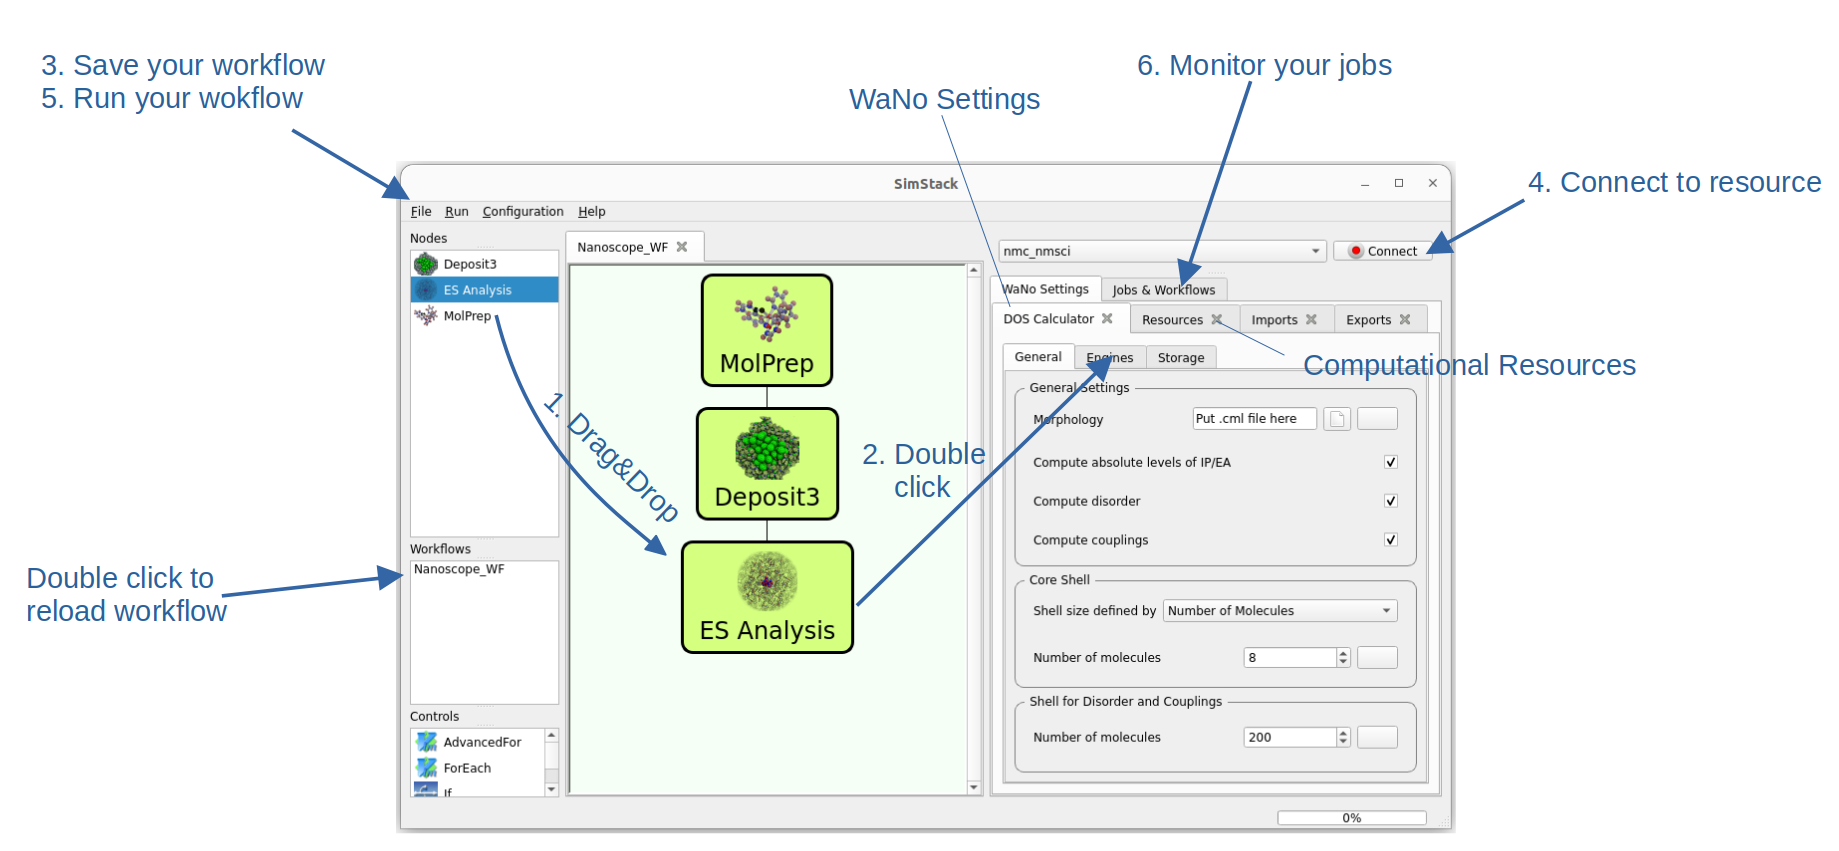 3. Save your workflow
5. Run your wokflow
6. Monitor your jobs
WaNo Settings
4. Connect to resource
SimStack
File Run Configuration Help
Nodes
Deposit3
ES Analysis
MolPrep
Workflows
Nanoscope_WF
Controls
AdvancedFor
ForEach
If
Double click to
reload workflow
Nanoscope_WF
MolPrep
Deposit3
ES Analysis
1. Drag&Drop
2. Double
click
nmc_nmsci
Connect
WaNo Settings Jobs & Workflows
DOS Calculator Resources Imports Exports
General Engines Storage
Computational Resources
General Settings
Morphology Put .cml file here
Compute absolute levels of IP/EA
Compute disorder
Compute couplings
Core Shell
Shell size defined by Number of Molecules
Number of molecules 8
Shell for Disorder and Couplings
Number of molecules 200
0%